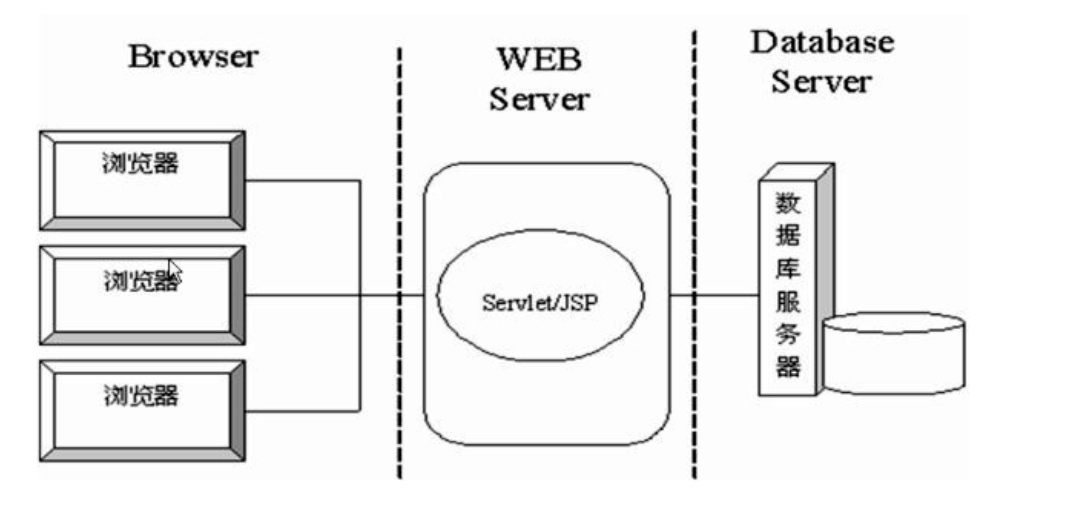 Browser
WEB
Server
Database
Server
浏览器
浏览器
浏览器
Servlet/JSP
数
据
库
服
务
器